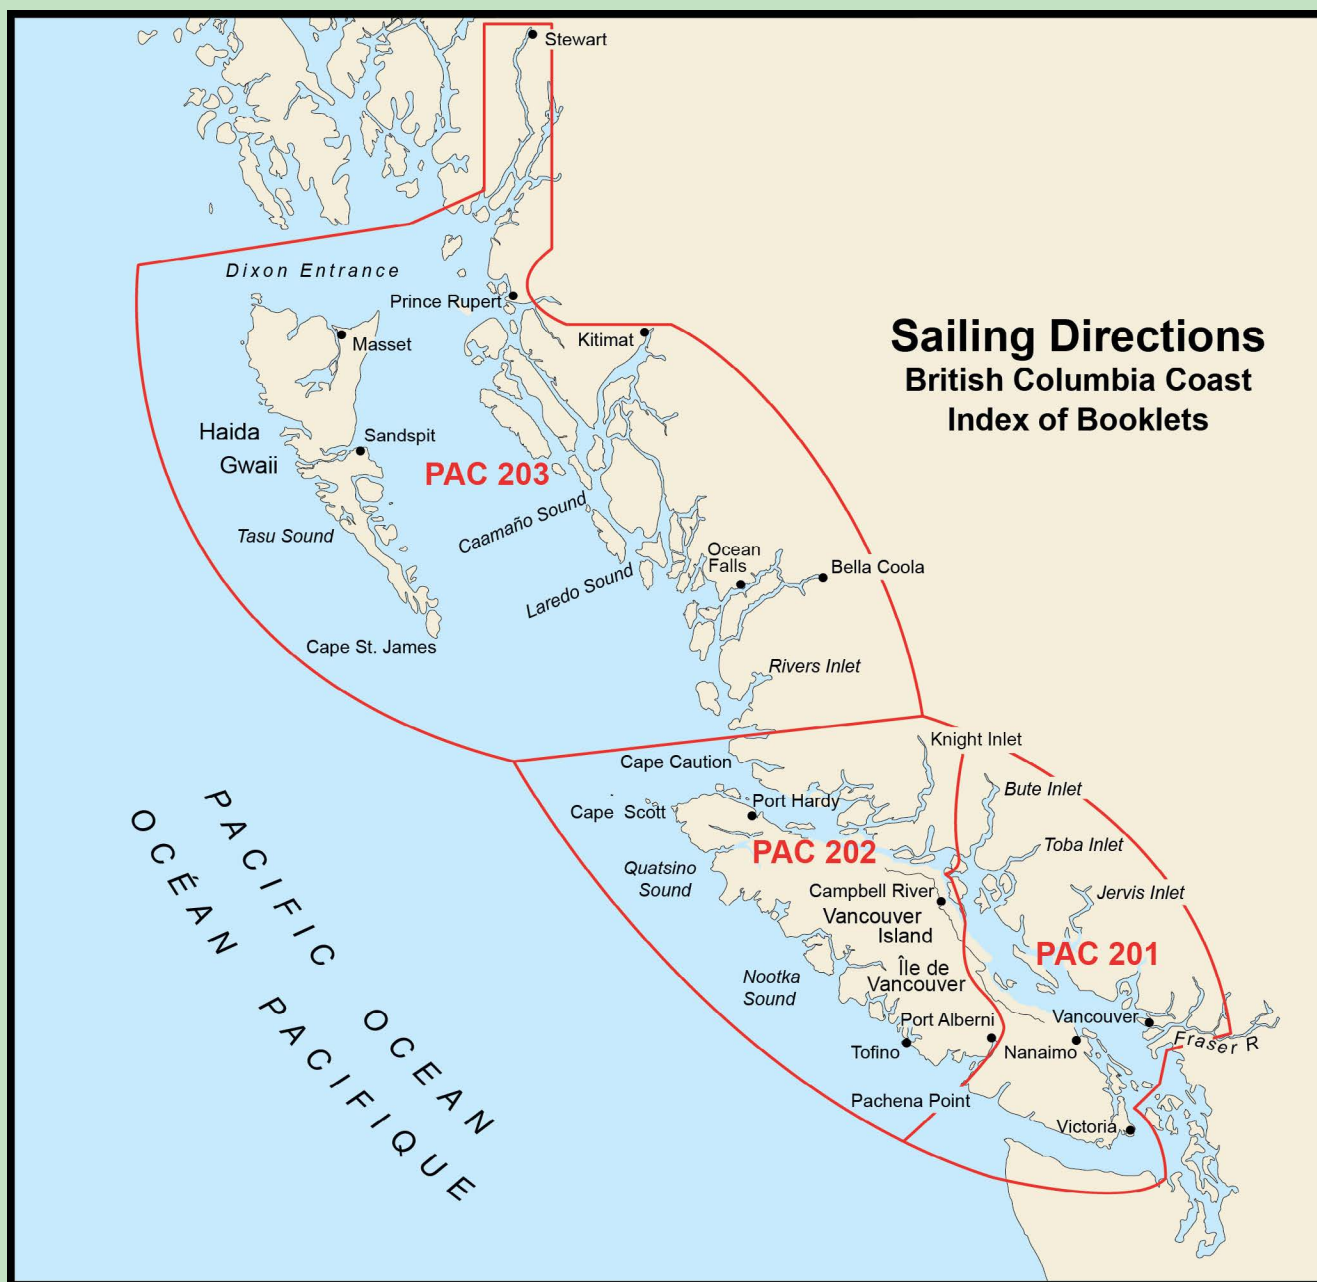 Stewart
Sailing Directions
British Columbia Coast
Index of Booklets
Dixon Entrance
Prince Rupert
Kitimat
Masset
Haida
Gwaii
Sandspit
PAC 203
Tasu Sound
Caamaño Sound
Laredo Sound
Ocean
Falls
Bella Coola
Cape St. James
Rivers Inlet
Knight Inlet
Cape Caution
Bute Inlet
Cape Scott
Port Hardy
Toba Inlet
PAC 202
Quatsino
Sound
Campbell River
Jervis Inlet
Vancouver
Island
PAC 201
Île de
Vancouver
Nootka
Sound
Port Alberni
Vancouver
Fraser R
Tofino
Nanaimo
Pachena Point
Victoria
PACIFIC OCEAN
OCÉAN PACIFIQUE